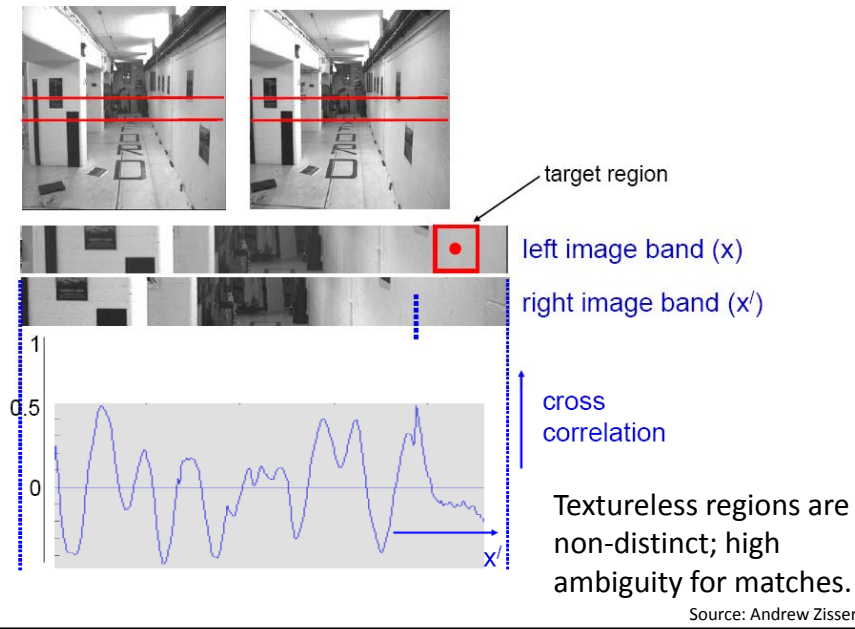 target region
left image band (x)
right image band (x/)
1
0.5
0
cross
correlation
x/
Textureless regions are
non-distinct; high
ambiguity for matches.
Source: Andrew Zisser